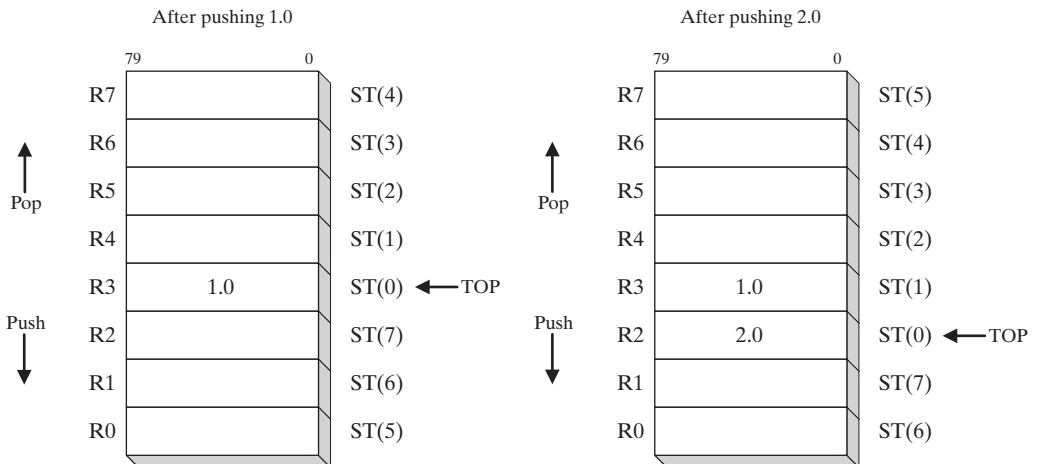 After pushing 1.0
79 0
R7 ST(4)
R6 ST(3)
R5 ST(2)
R4 ST(1)
R3 1.0 ST(0) TOP
R2 ST(7)
R1 ST(6)
R0 ST(5)
Pop
Push
After pushing 2.0
79 0
R7 ST(5)
R6 ST(4)
R5 ST(3)
R4 ST(2)
R3 1.0 ST(1)
R2 2.0 ST(0) TOP
R1 ST(7)
R0 ST(6)
Pop
Push